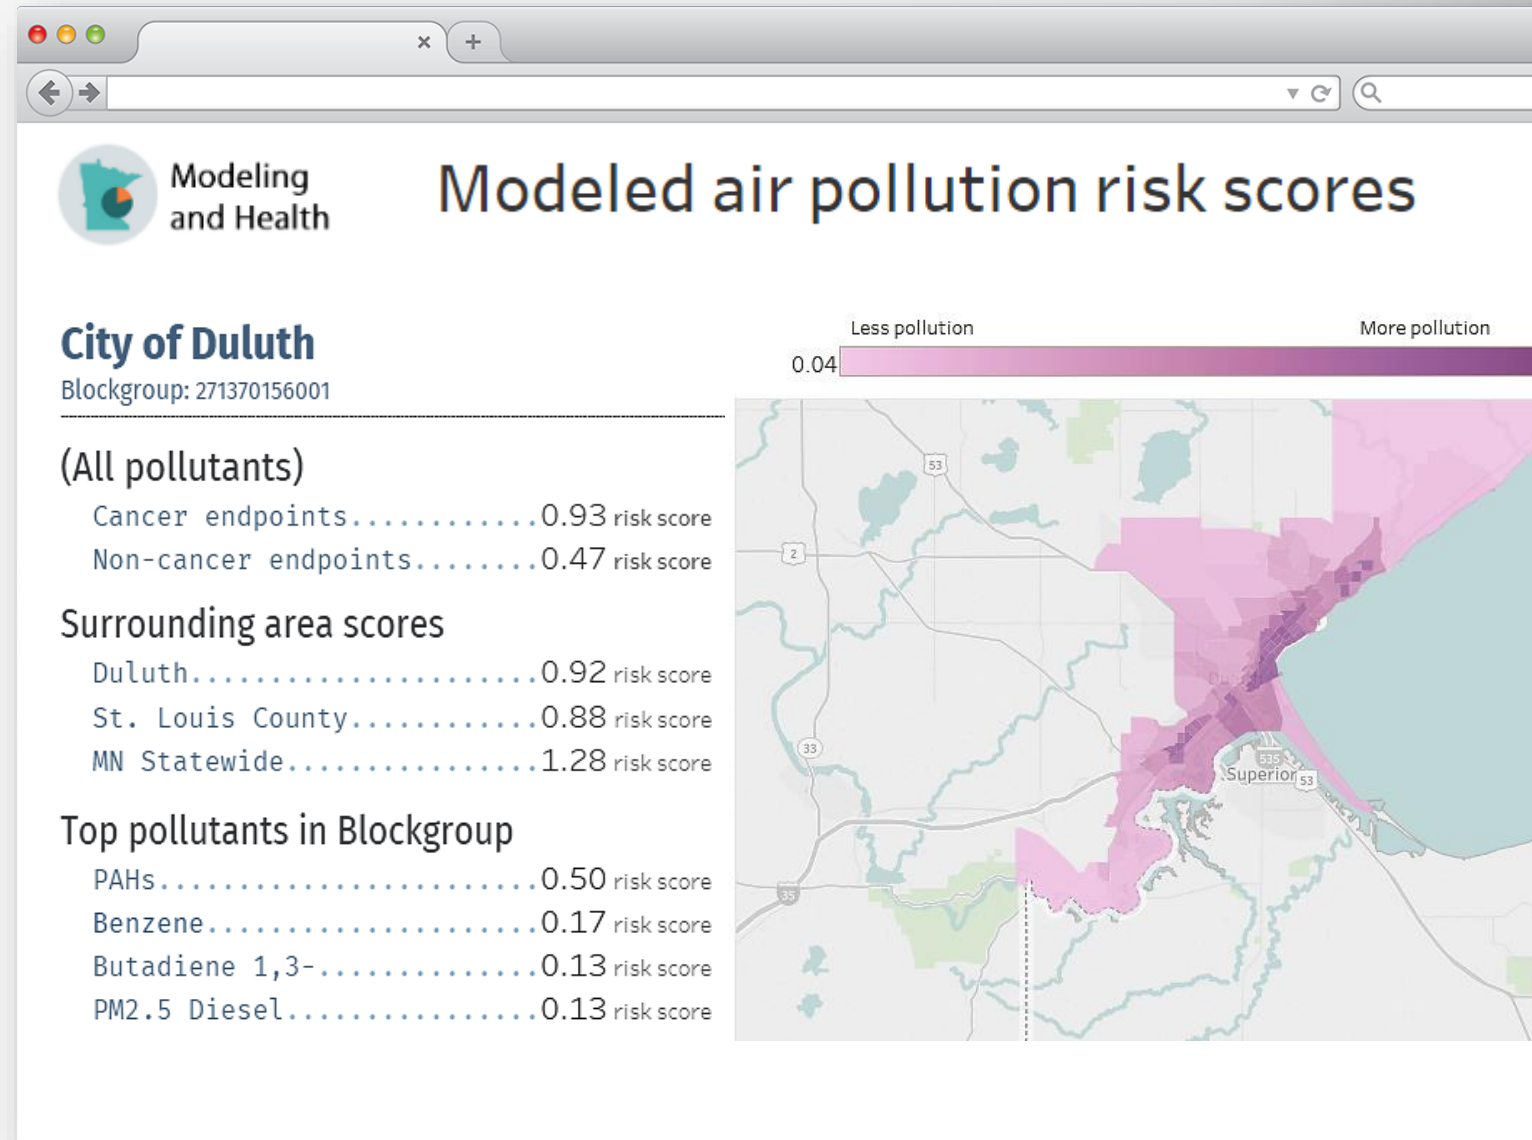 Modeling
and Health
Modeled air pollution risk scores
City of Duluth
Blockgroup: 271370156001
(All pollutants)
Cancer endpoints............0.93 risk score
Non-cancer endpoints........0.47 risk score
Surrounding area scores
Duluth......................0.92 risk score
St. Louis County............0.88 risk score
MN Statewide................1.28 risk score
Top pollutants in Blockgroup
PAHs........................0.50 risk score
Benzene.....................0.17 risk score
Butadiene 1,3-..............0.13 risk score
PM2.5 Diesel................0.13 risk score
Less pollution
More pollution
0.04
53
2
Duluth
33
535
Superior
53
35